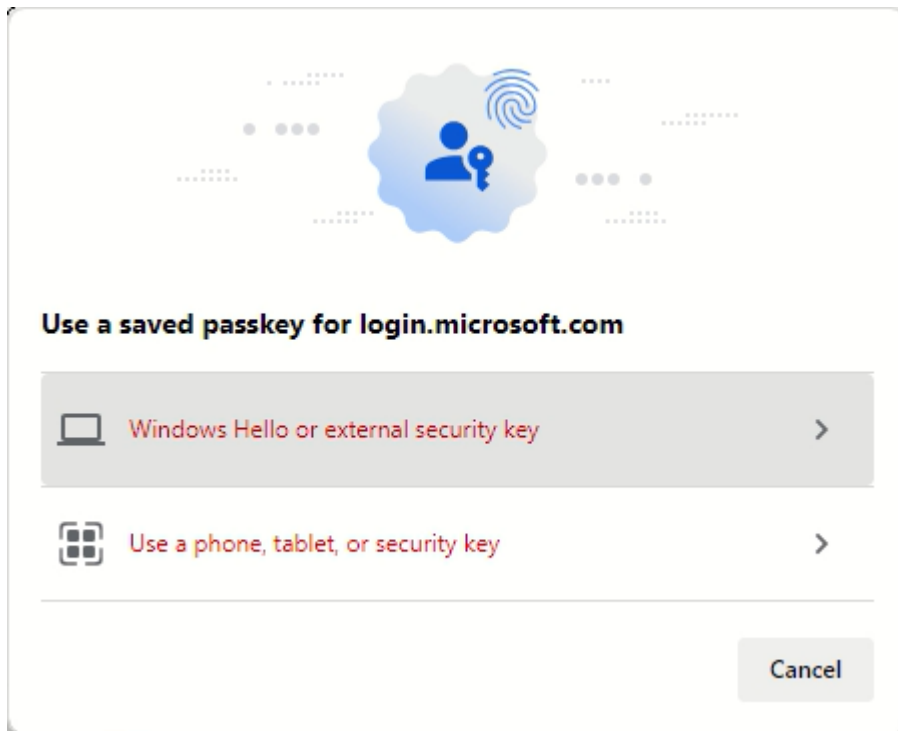 Use a saved passkey for login.microsoft.com
Windows Hello or external security key
Use a phone, tablet, or security key
Cancel